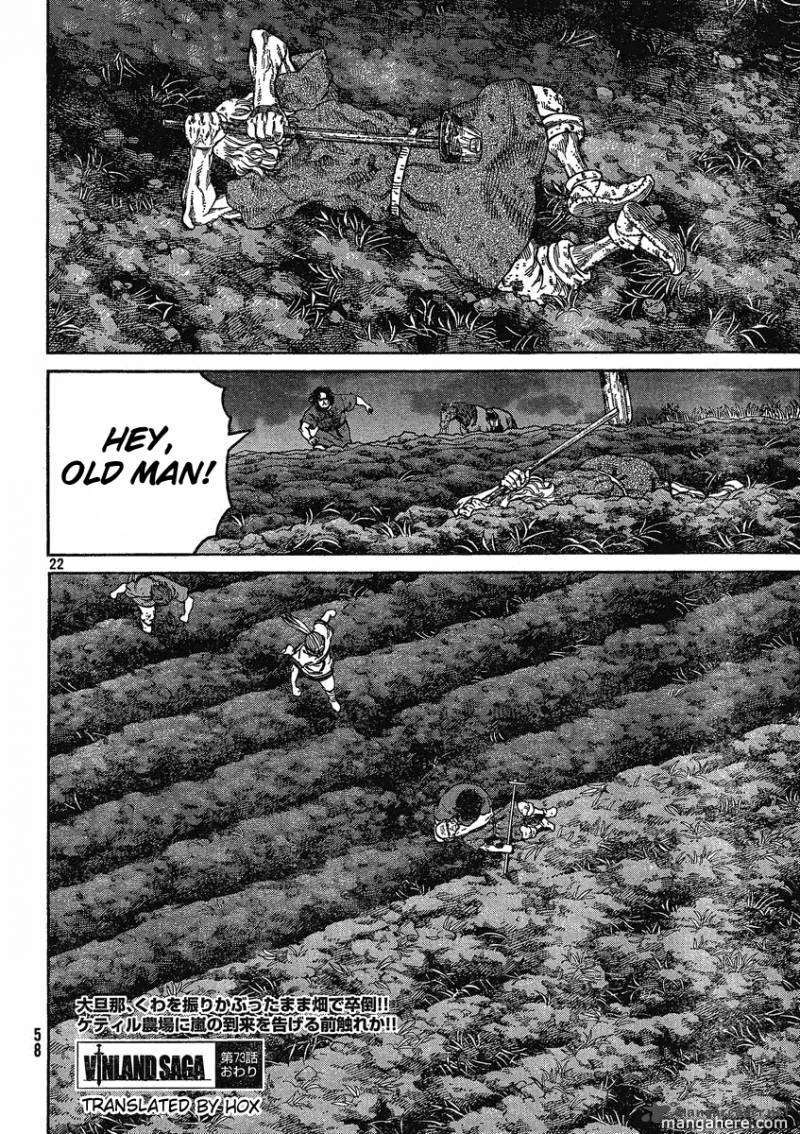 HEY,
OLD MAN!
22
大旦那、くわを振りかぶったまま畑で卒倒!!
ケティル農場に嵐の到来を告げる前触れか!!
58
VINLAND SAGA
第73話
おわり
TRANSLATED BY HOX
mangahere.com